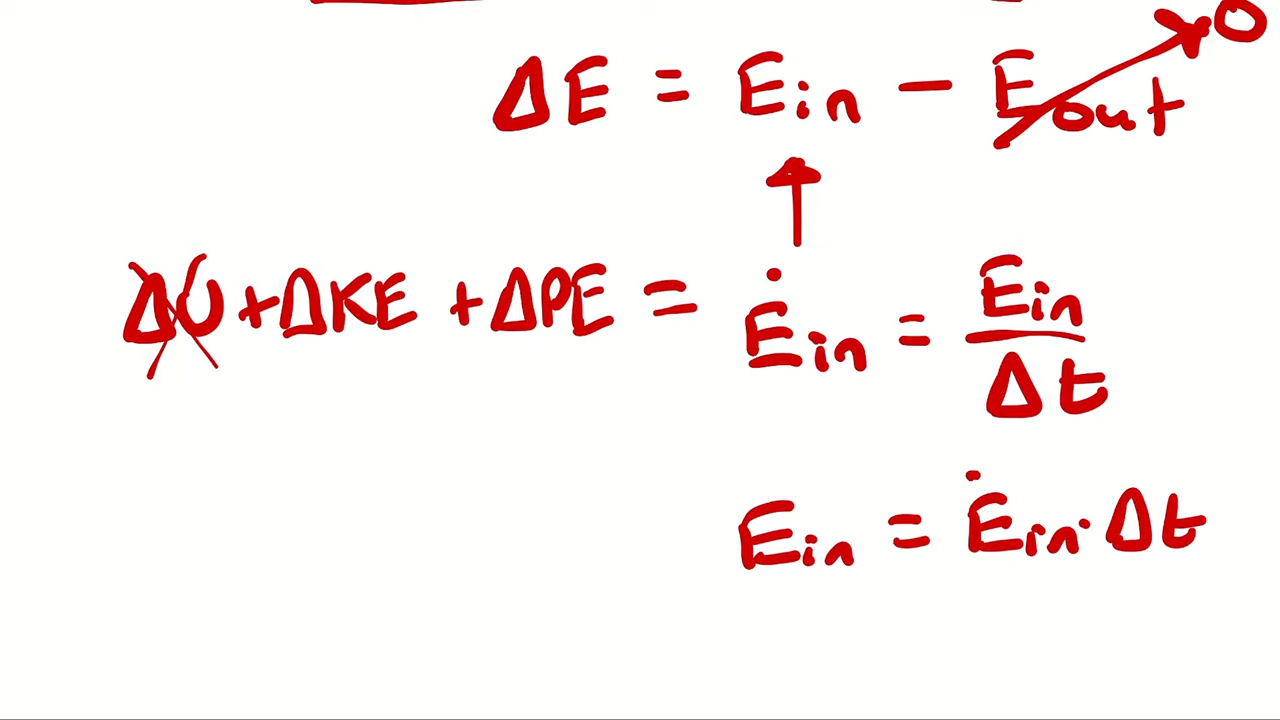 ΔE = Ein − Eout 0
ΔU + ΔKE + ΔPE = Ėin = Ein / Δt
Ein = Ėin · Δt